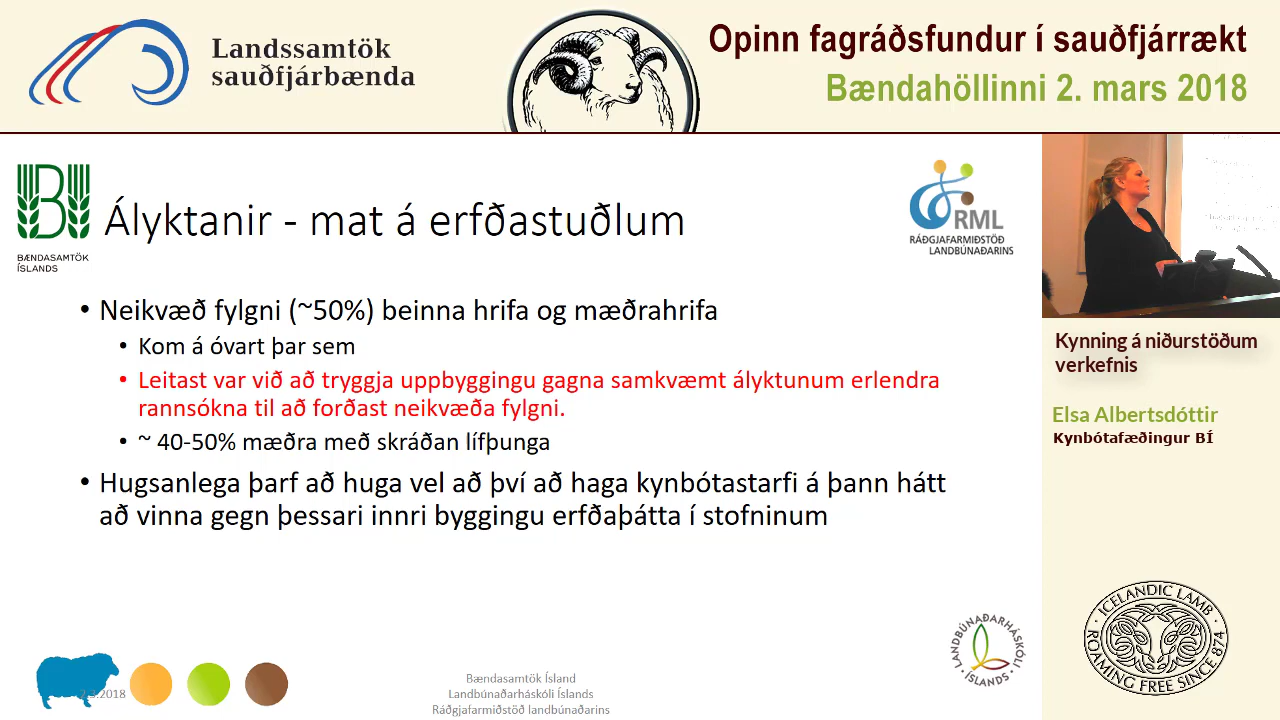 Landssamtök
sauðfjárbænda
Opinn fagráðsfundur í sauðfjárrækt
Bændahöllinni 2. mars 2018
BÆNDASAMTÖK
ÍSLANDS
Ályktanir - mat á erfðastuðlum
RML
RÁÐGJAFARMIÐSTÖÐ
LANDBÚNAÐARINS
• Neikvæð fylgni (~50%) beinna hrifa og mæðrahrifa
• Kom á óvart þar sem
• Leitast var við að tryggja uppbyggingu gagna samkvæmt ályktunum erlendra
rannsókna til að forðast neikvæða fylgni.
• ~ 40-50% mæðra með skráðan lífþunga
• Hugsanlega þarf að huga vel að því að haga kynbótastarfi á þann hátt
að vinna gegn þessari innri byggingu erfðaþátta í stofninum
Kynning á niðurstöðum
verkefnis
Elsa Albertsdóttir
Kynbótafæðingur BÍ
LANDBÚNAÐARHÁSKÓLI
· ÍSLANDS ·
· ICELANDIC LAMB ·
ROAMING FREE SINCE 874
2.3.2018
Bændasamtök Ísland
Landbúnaðarháskóli Íslands
Ráðgjafarmiðstöð landbúnaðarins